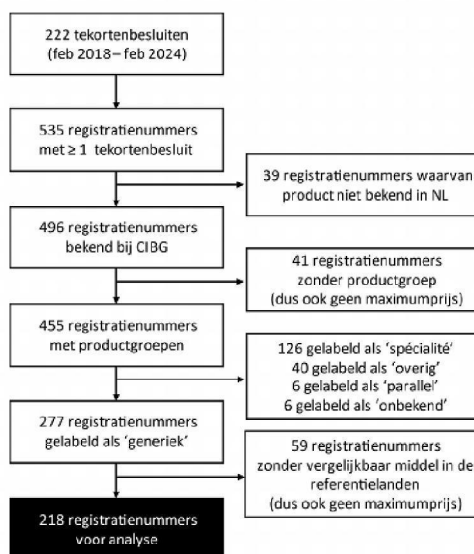 222 tekortenbesluiten
(feb 2018 – feb 2024)
535 registratienummers
met ≥ 1 tekortenbesluit
39 registratienummers waarvan
product niet bekend in NL
496 registratienummers
bekend bij CIBG
41 registratienummers
zonder productgroep
(dus ook geen maximumprijs)
455 registratienummers
met productgroepen
126 gelabeld als ‘spécialité’
40 gelabeld als ‘overig’
6 gelabeld als ‘parallel’
6 gelabeld als ‘onbekend’
277 registratienummers
gelabeld als ‘generiek’
59 registratienummers
zonder vergelijkbaar middel in de
referentielanden
(dus ook geen maximumprijs)
218 registratienummers
voor analyse